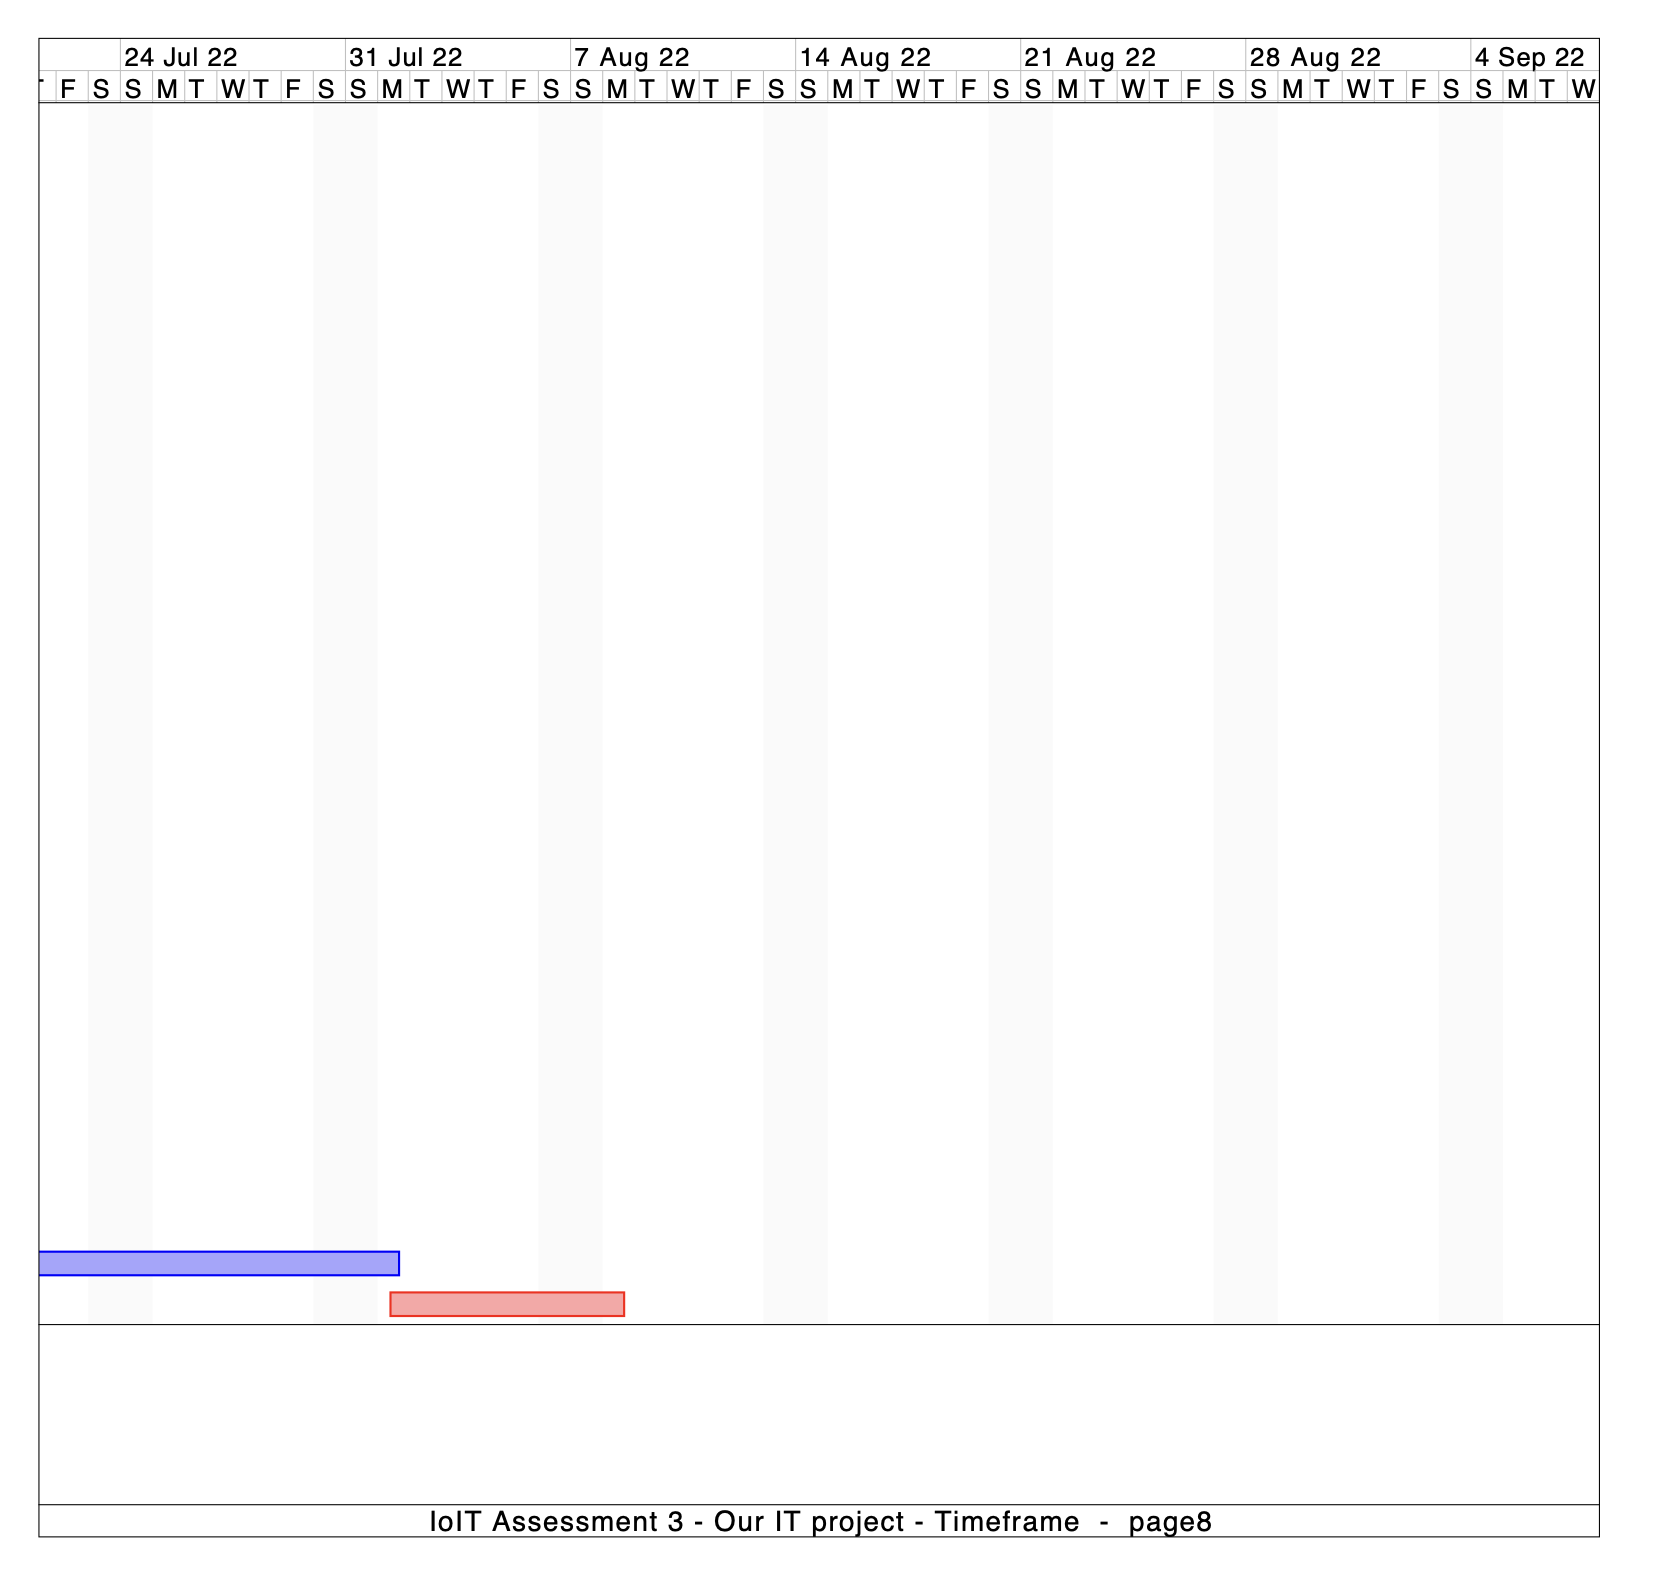 24 Jul 22 31 Jul 22 7 Aug 22 14 Aug 22 21 Aug 22 28 Aug 22 4 Sep 22
F S S M T W T F S S M T W T F S S M T W T F S S M T W T F S S M T W T F S S M T W T F S S M T W
IoIT Assessment 3 - Our IT project - Timeframe - page8